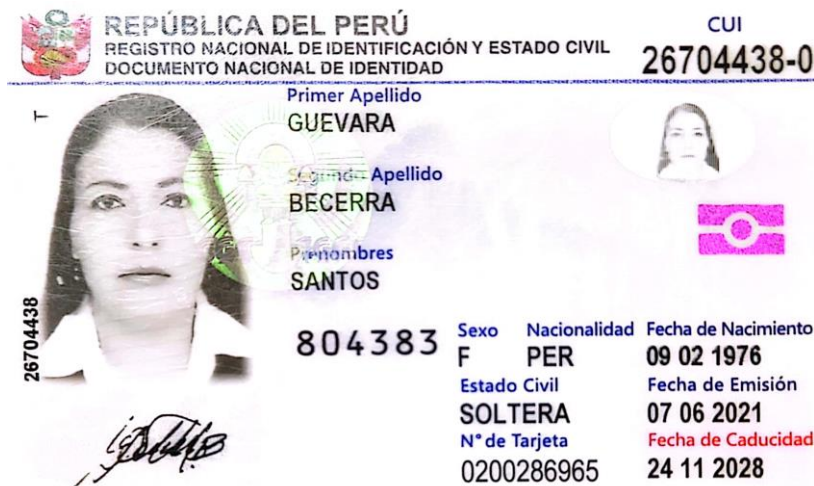 REPÚBLICA DEL PERÚ
REGISTRO NACIONAL DE IDENTIFICACIÓN Y ESTADO CIVIL
DOCUMENTO NACIONAL DE IDENTIDAD
CUI
26704438-0
T
Primer Apellido
GUEVARA
Segundo Apellido
BECERRA
Prenombres
SANTOS
26704438
804383
Sexo Nacionalidad Fecha de Nacimiento
F PER 09 02 1976
Estado Civil Fecha de Emisión
SOLTERA 07 06 2021
N° de Tarjeta Fecha de Caducidad
0200286965 24 11 2028